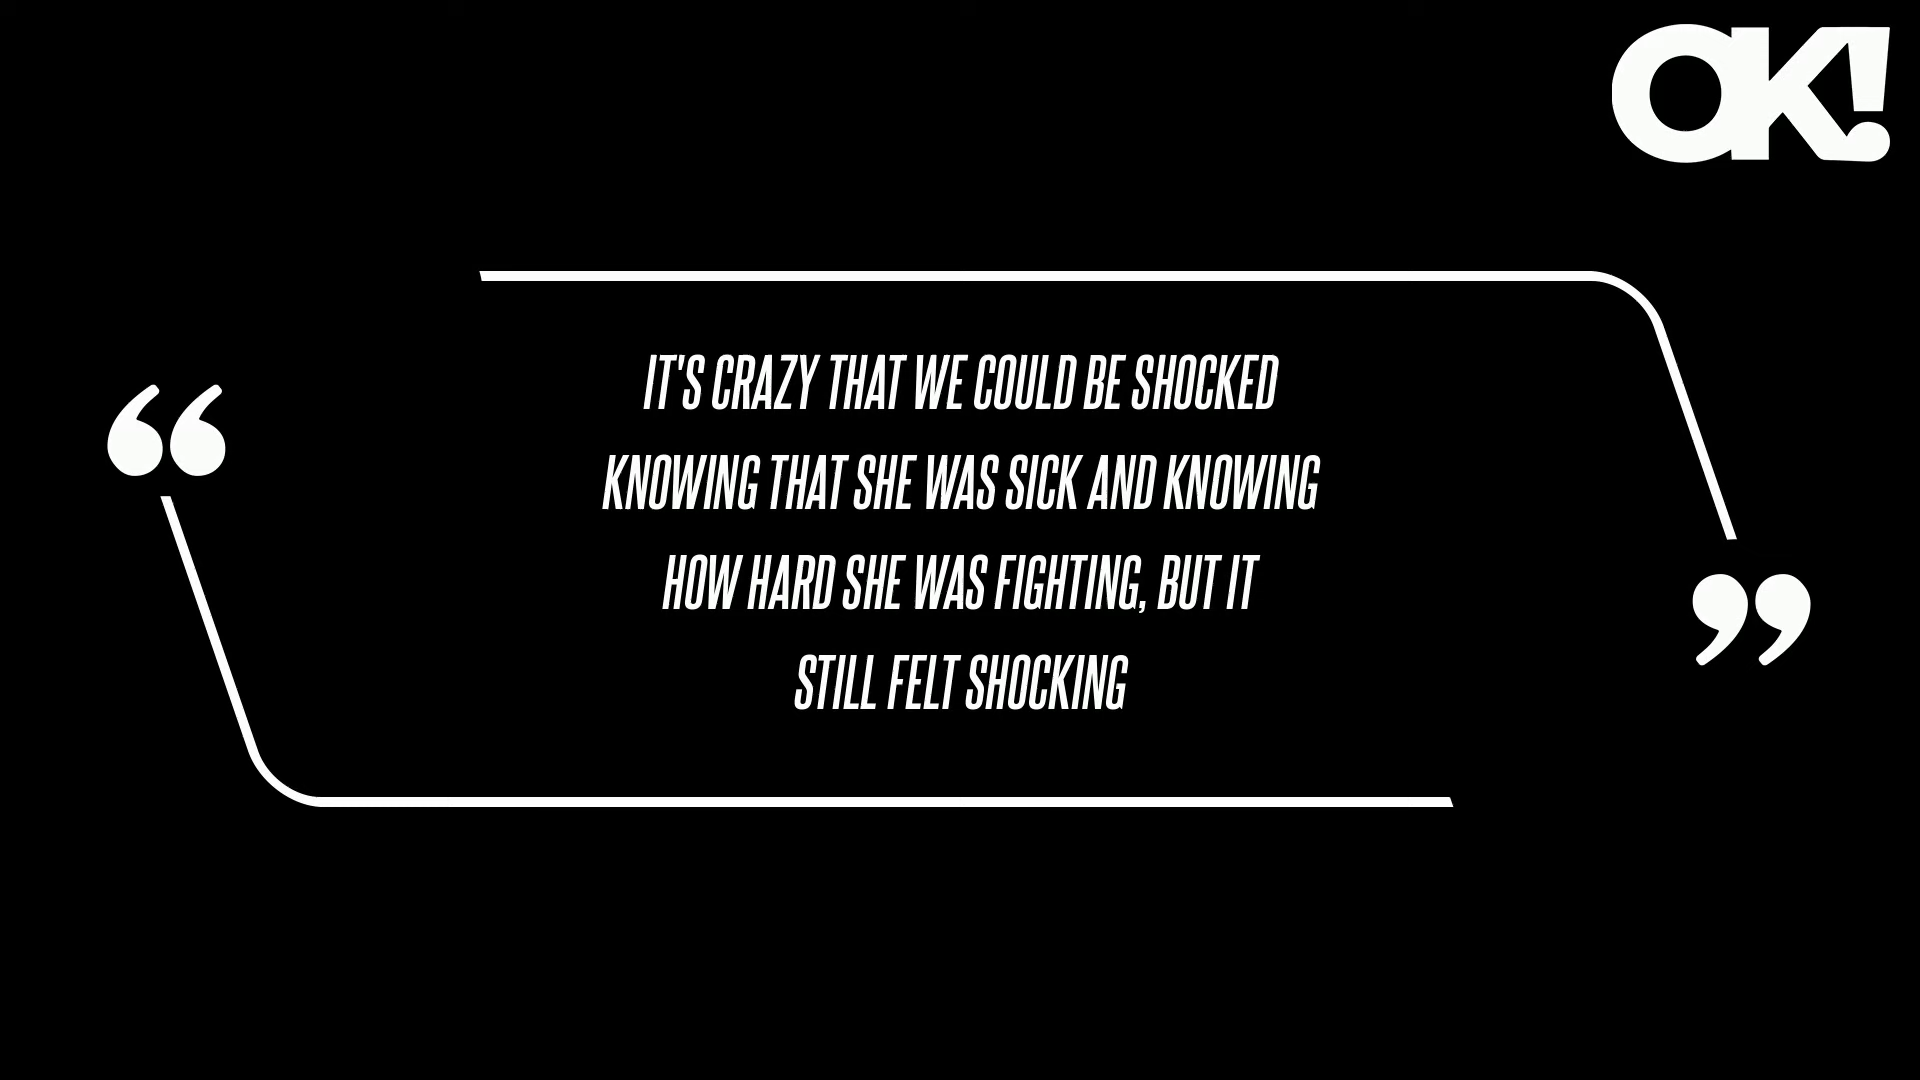 OK!
IT'S CRAZY THAT WE COULD BE SHOCKED
KNOWING THAT SHE WAS SICK AND KNOWING
HOW HARD SHE WAS FIGHTING, BUT IT
STILL FELT SHOCKING